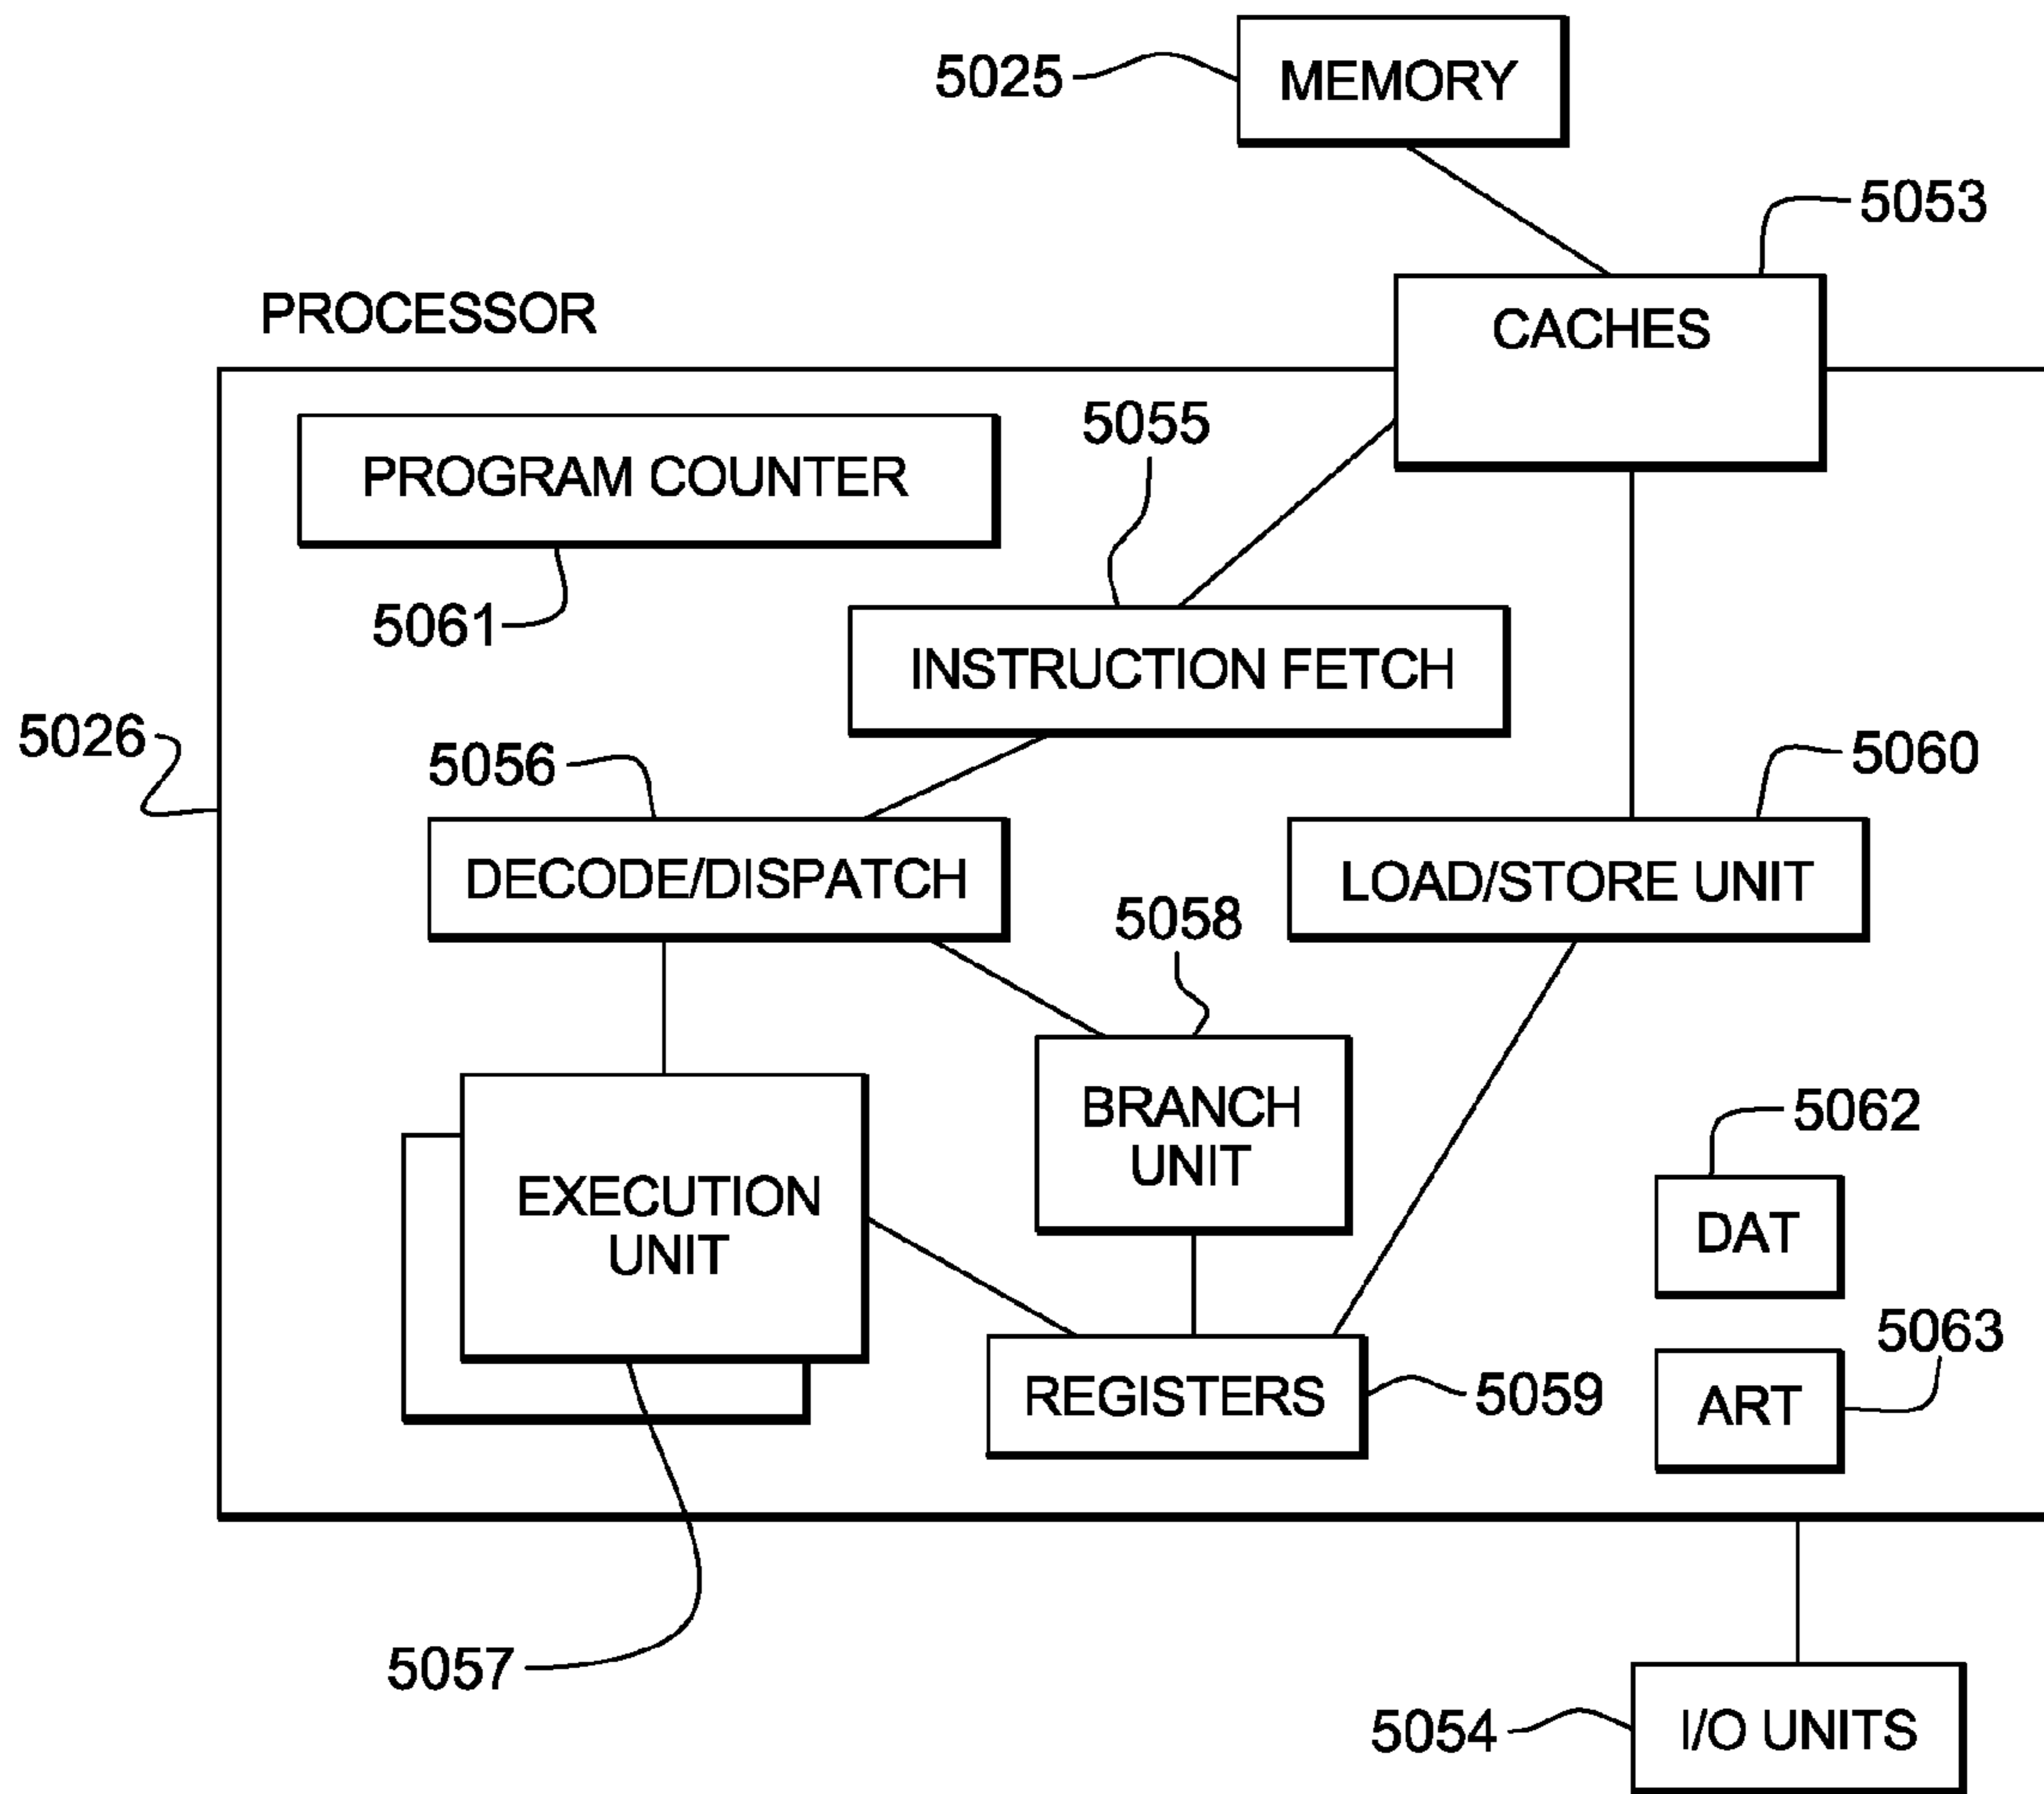 5025
MEMORY
5053
PROCESSOR
CACHES
5055
PROGRAM COUNTER
5061
INSTRUCTION FETCH
5026
5056
5060
DECODE/DISPATCH
LOAD/STORE UNIT
5058
BRANCH
UNIT
5062
EXECUTION
UNIT
DAT
5063
REGISTERS
5059
ART
5057
5054
I/O UNITS